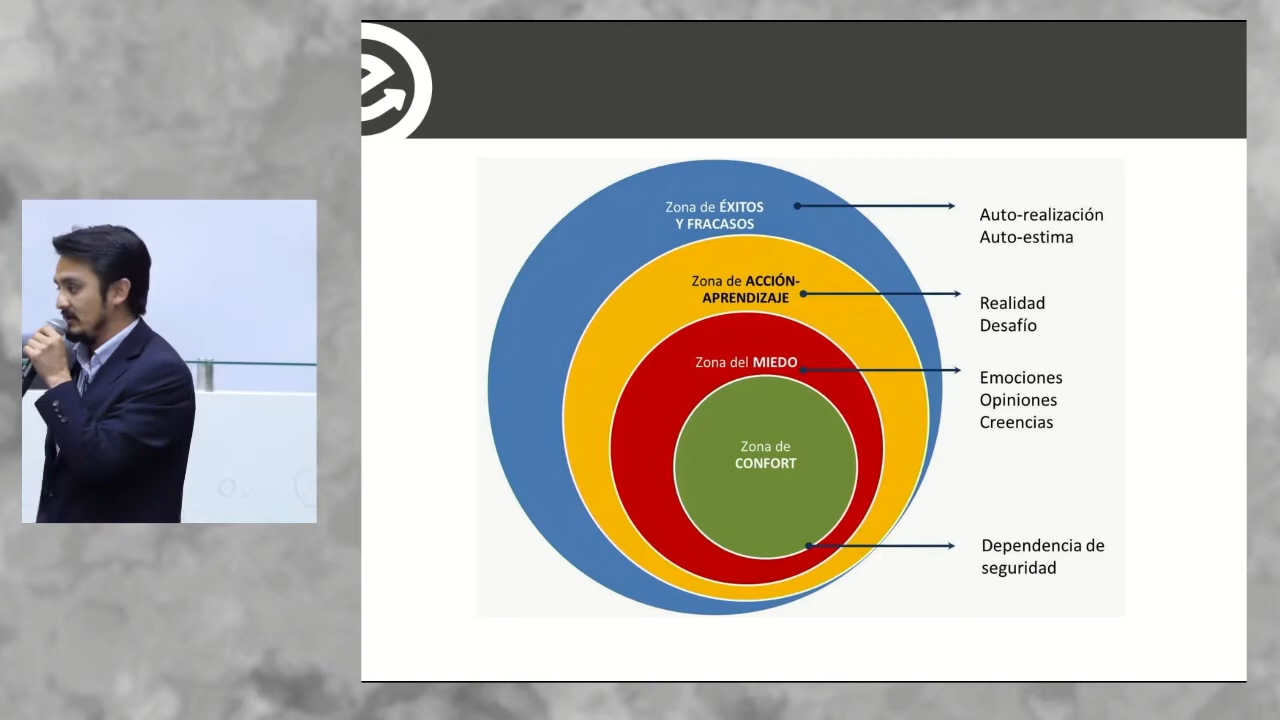 Zona de ÉXITOS
Y FRACASOS
Auto-realización
Auto-estima
Zona de ACCIÓN-
APRENDIZAJE
Realidad
Desafío
Zona del MIEDO
Emociones
Opiniones
Creencias
Zona de
CONFORT
Dependencia de
seguridad